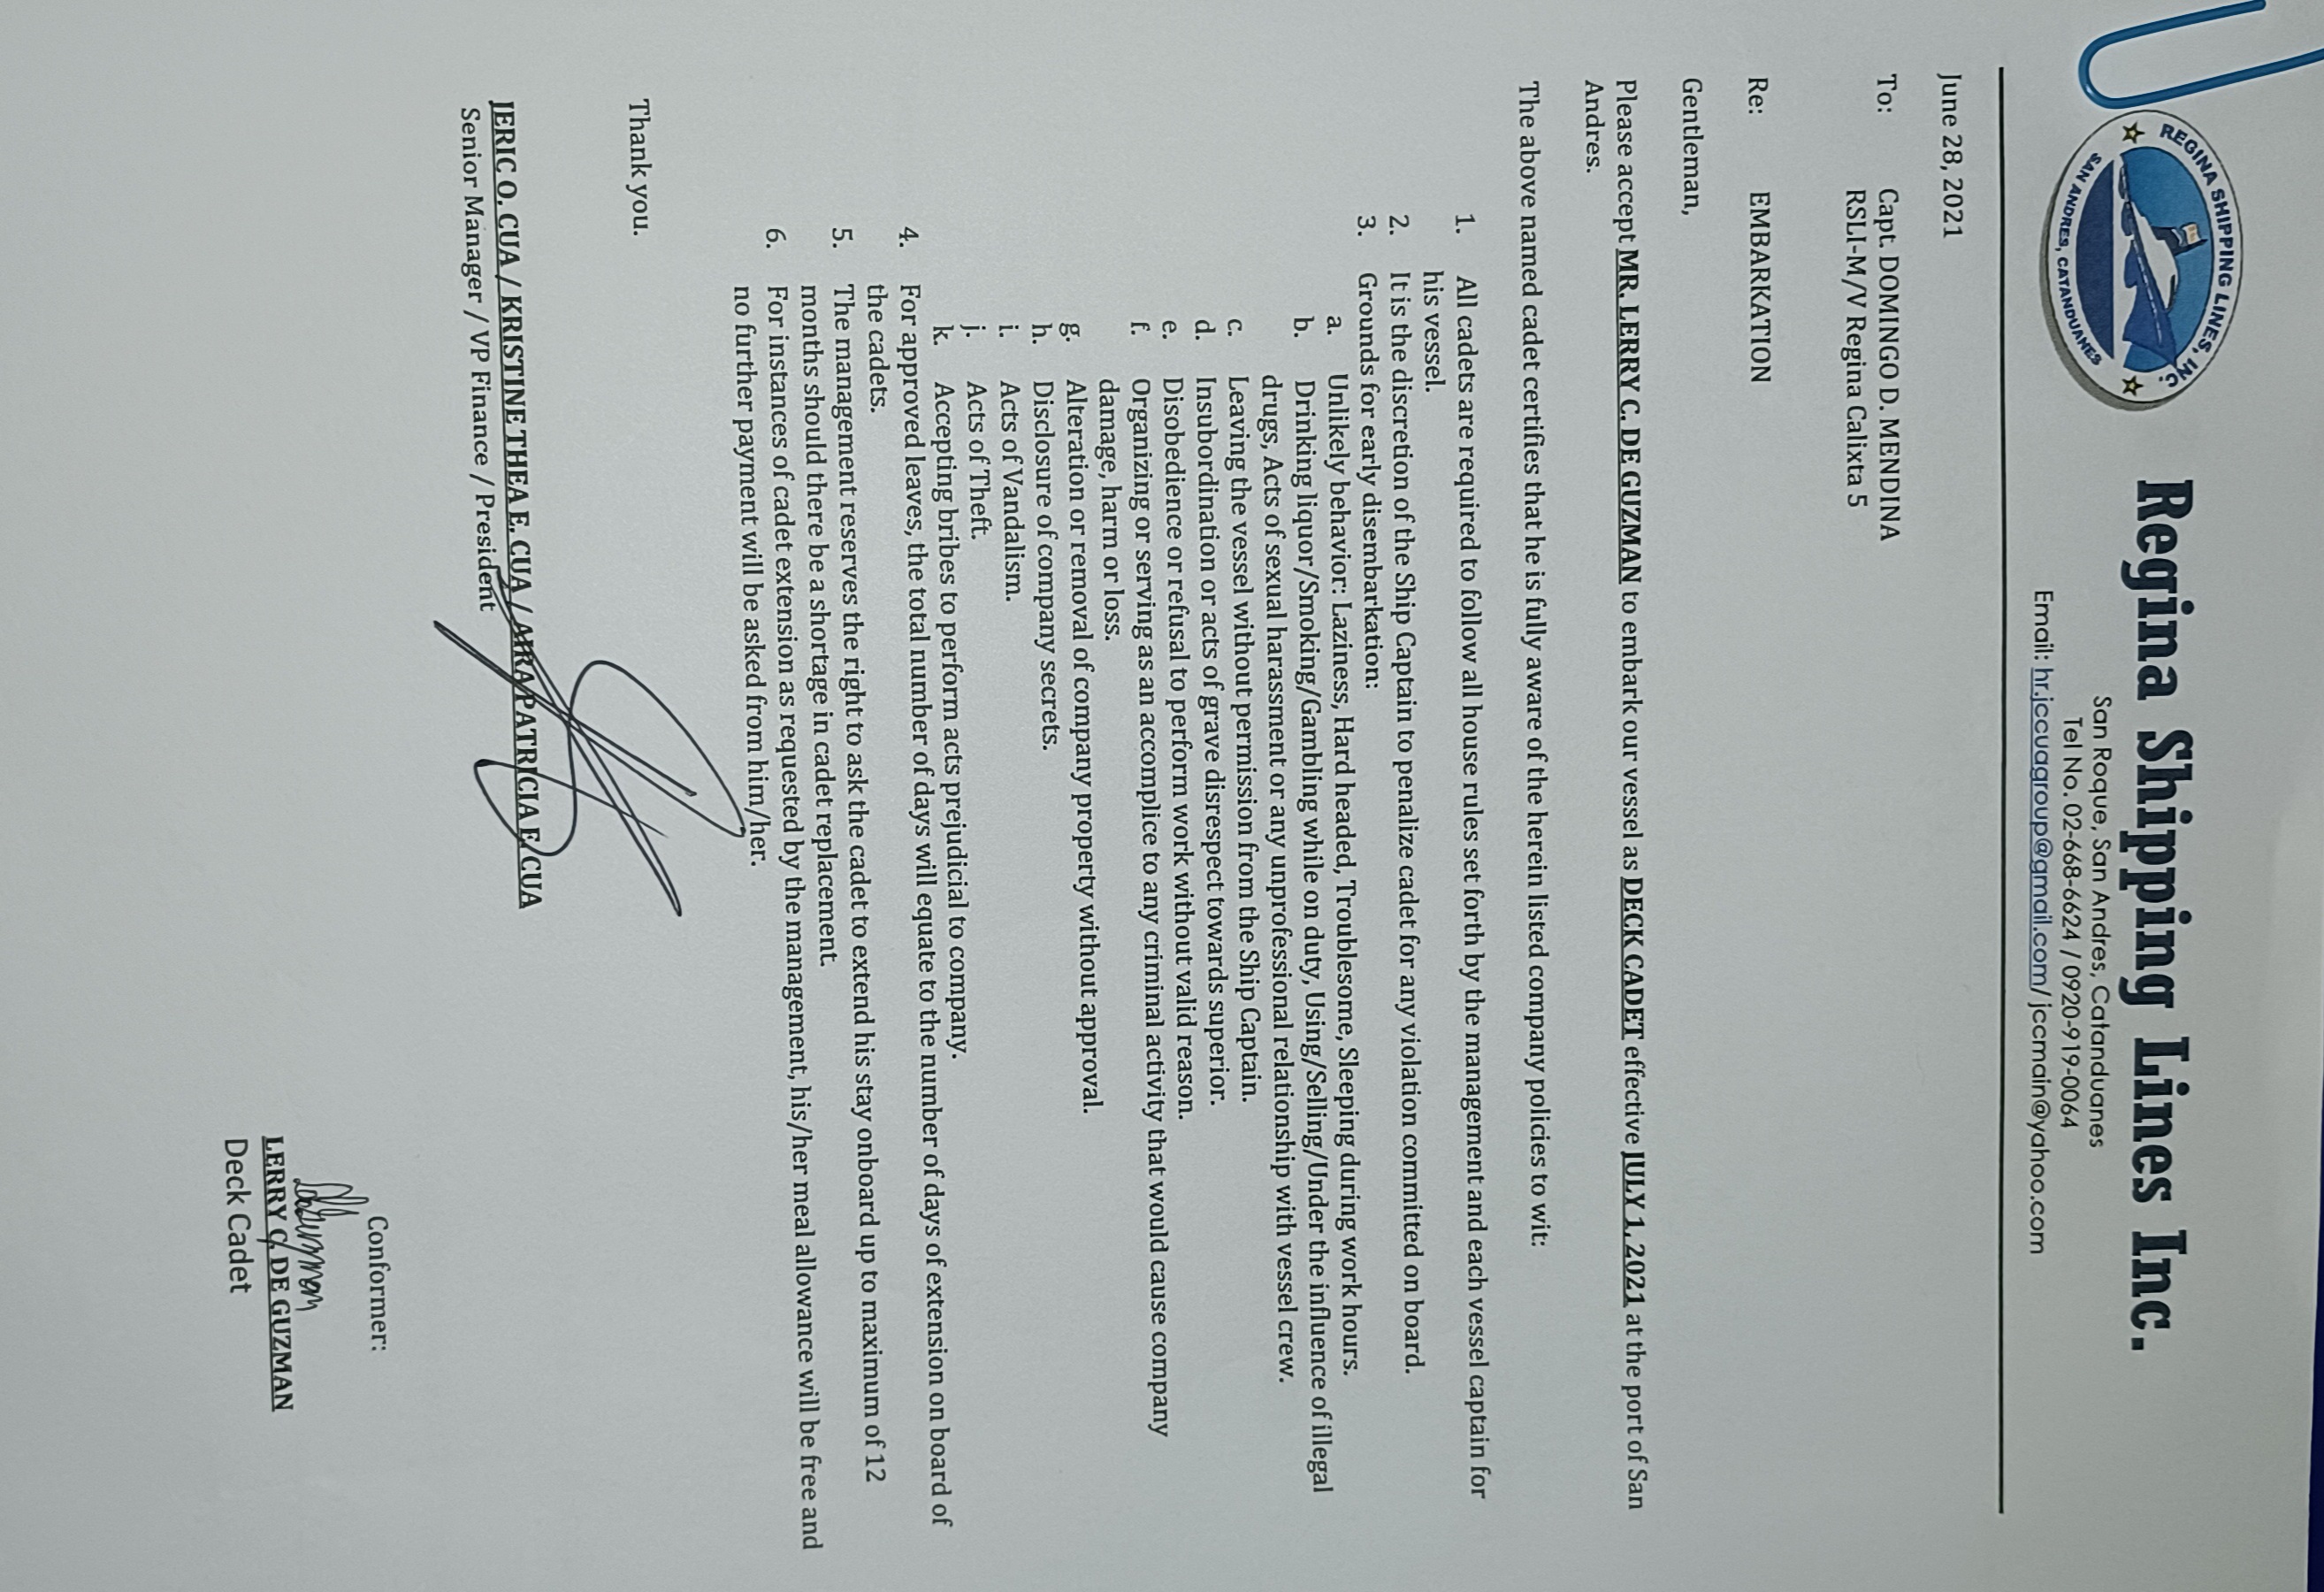 REGINA SHIPPING LINES, INC.
SAN ANDRES, CATANDUANES
Regina Shipping Lines Inc.
San Roque, San Andres, Catanduanes
Tel No. 02-668-6624 / 0920-919-0064
Email: hr.jccuagroup@gmail.com/ jccmain@yahoo.com
June 28, 2021
To: Capt. DOMINGO D. MENDINA
RSLI-M/V Regina Calixta 5
Re: EMBARKATION
Gentleman,
Please accept MR. LERRY C. DE GUZMAN to embark our vessel as DECK CADET effective JULY 1, 2021 at the port of San
Andres.
The above named cadet certifies that he is fully aware of the herein listed company policies to wit:
1. All cadets are required to follow all house rules set forth by the management and each vessel captain for
his vessel.
2. It is the discretion of the Ship Captain to penalize cadet for any violation committed on board.
3. Grounds for early disembarkation:
a. Unlikely behavior: Laziness, Hard headed, Troublesome, Sleeping during work hours.
b. Drinking liquor/Smoking/Gambling while on duty, Using/Selling/Under the influence of illegal
drugs, Acts of sexual harassment or any unprofessional relationship with vessel crew.
c. Leaving the vessel without permission from the Ship Captain.
d. Insubordination or acts of grave disrespect towards superior.
e. Disobedience or refusal to perform work without valid reason.
f. Organizing or serving as an accomplice to any criminal activity that would cause company
damage, harm or loss.
g. Alteration or removal of company property without approval.
h. Disclosure of company secrets.
i. Acts of Vandalism.
j. Acts of Theft.
k. Accepting bribes to perform acts prejudicial to company.
4. For approved leaves, the total number of days will equate to the number of days of extension on board of
the cadets.
5. The management reserves the right to ask the cadet to extend his stay onboard up to maximum of 12
months should there be a shortage in cadet replacement.
6. For instances of cadet extension as requested by the management, his/her meal allowance will be free and
no further payment will be asked from him/her.
Thank you.
JERIC O. CUA / KRISTINE THEA E. CUA / AIRA PATRICIA E. CUA
Senior Manager / VP Finance / President
Conformer:
LERRY C. DE GUZMAN
Deck Cadet